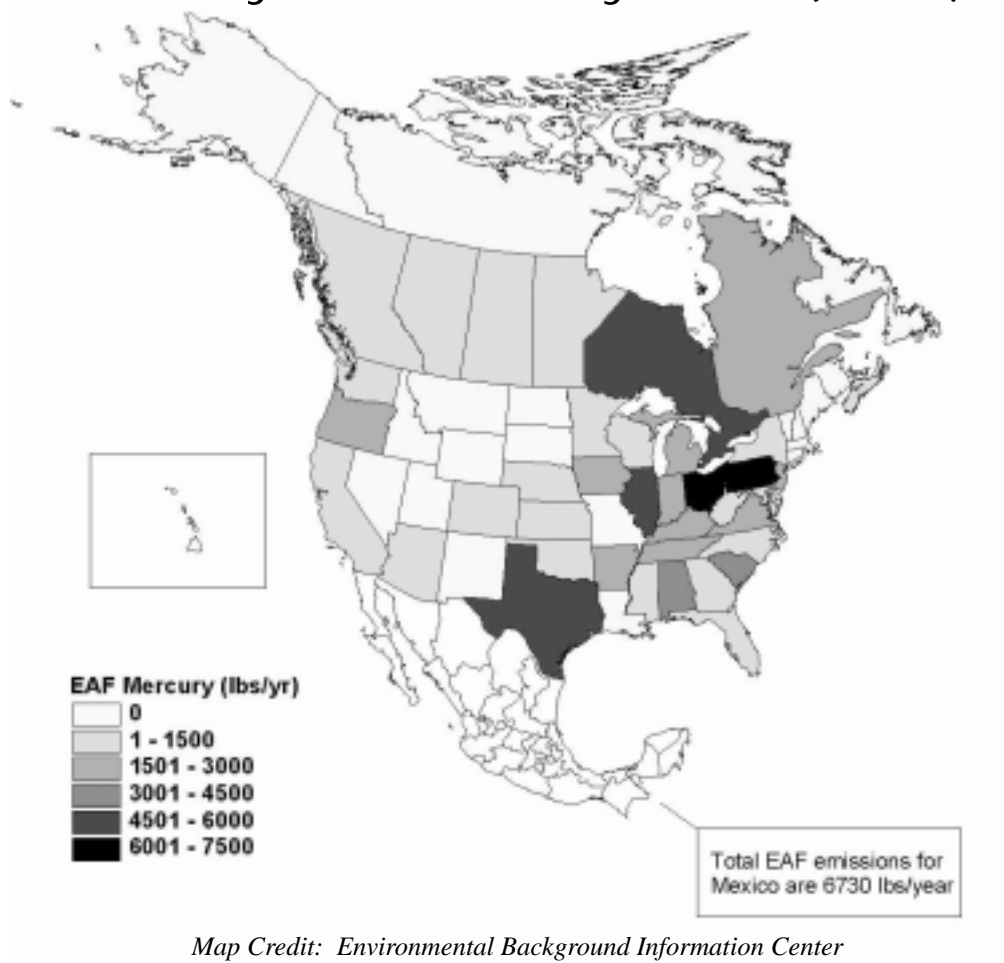 EAF Mercury (lbs/yr)
0
1 - 1500
1501 - 3000
3001 - 4500
4501 - 6000
6001 - 7500
Total EAF emissions for
Mexico are 6730 lbs/year
Map Credit: Environmental Background Information Center